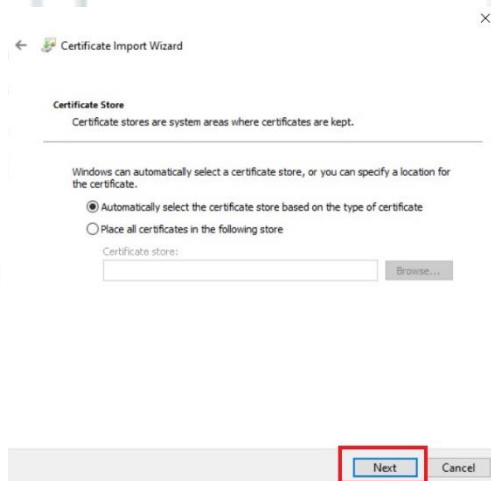 Certificate Import Wizard
Certificate Store
Certificate stores are system areas where certificates are kept.
Windows can automatically select a certificate store, or you can specify a location for
the certificate.
Automatically select the certificate store based on the type of certificate
Place all certificates in the following store
Certificate store:
Browse...
Next Cancel